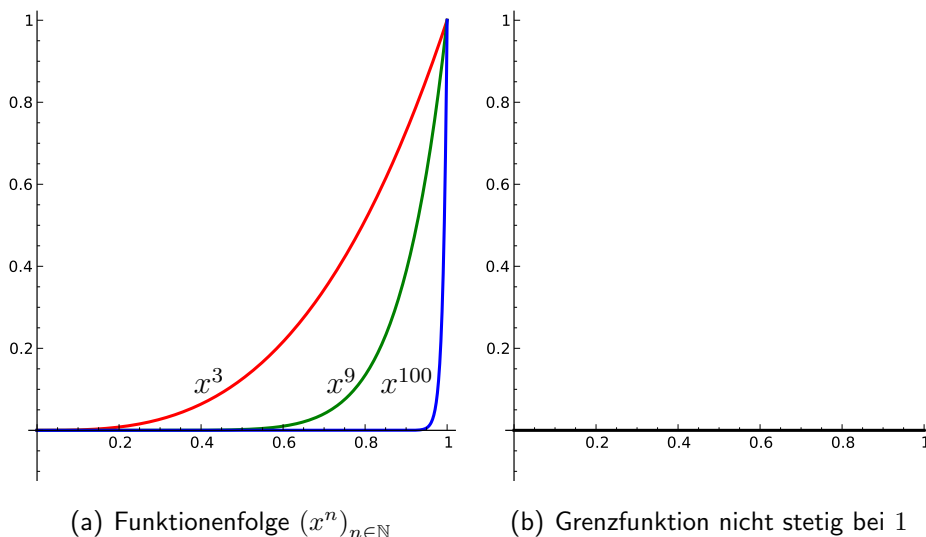 1
0.8
0.6
0.4
0.2
x^3
x^9
x^100
0.2 0.4 0.6 0.8 1
(a) Funktionenfolge (x^n)_{n∈ℕ}
1
0.8
0.6
0.4
0.2
0.2 0.4 0.6 0.8 1
(b) Grenzfunktion nicht stetig bei 1